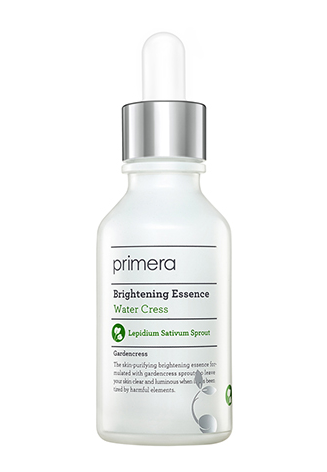 primera
Brightening Essence
Water Cress
Lepidium Sativum Sprout
Gardencress
The skin-purifying brightening essence for-
mulated with gardencress sprouts to leave
your skin clear and luminous when it has been
tized by harmful elements.